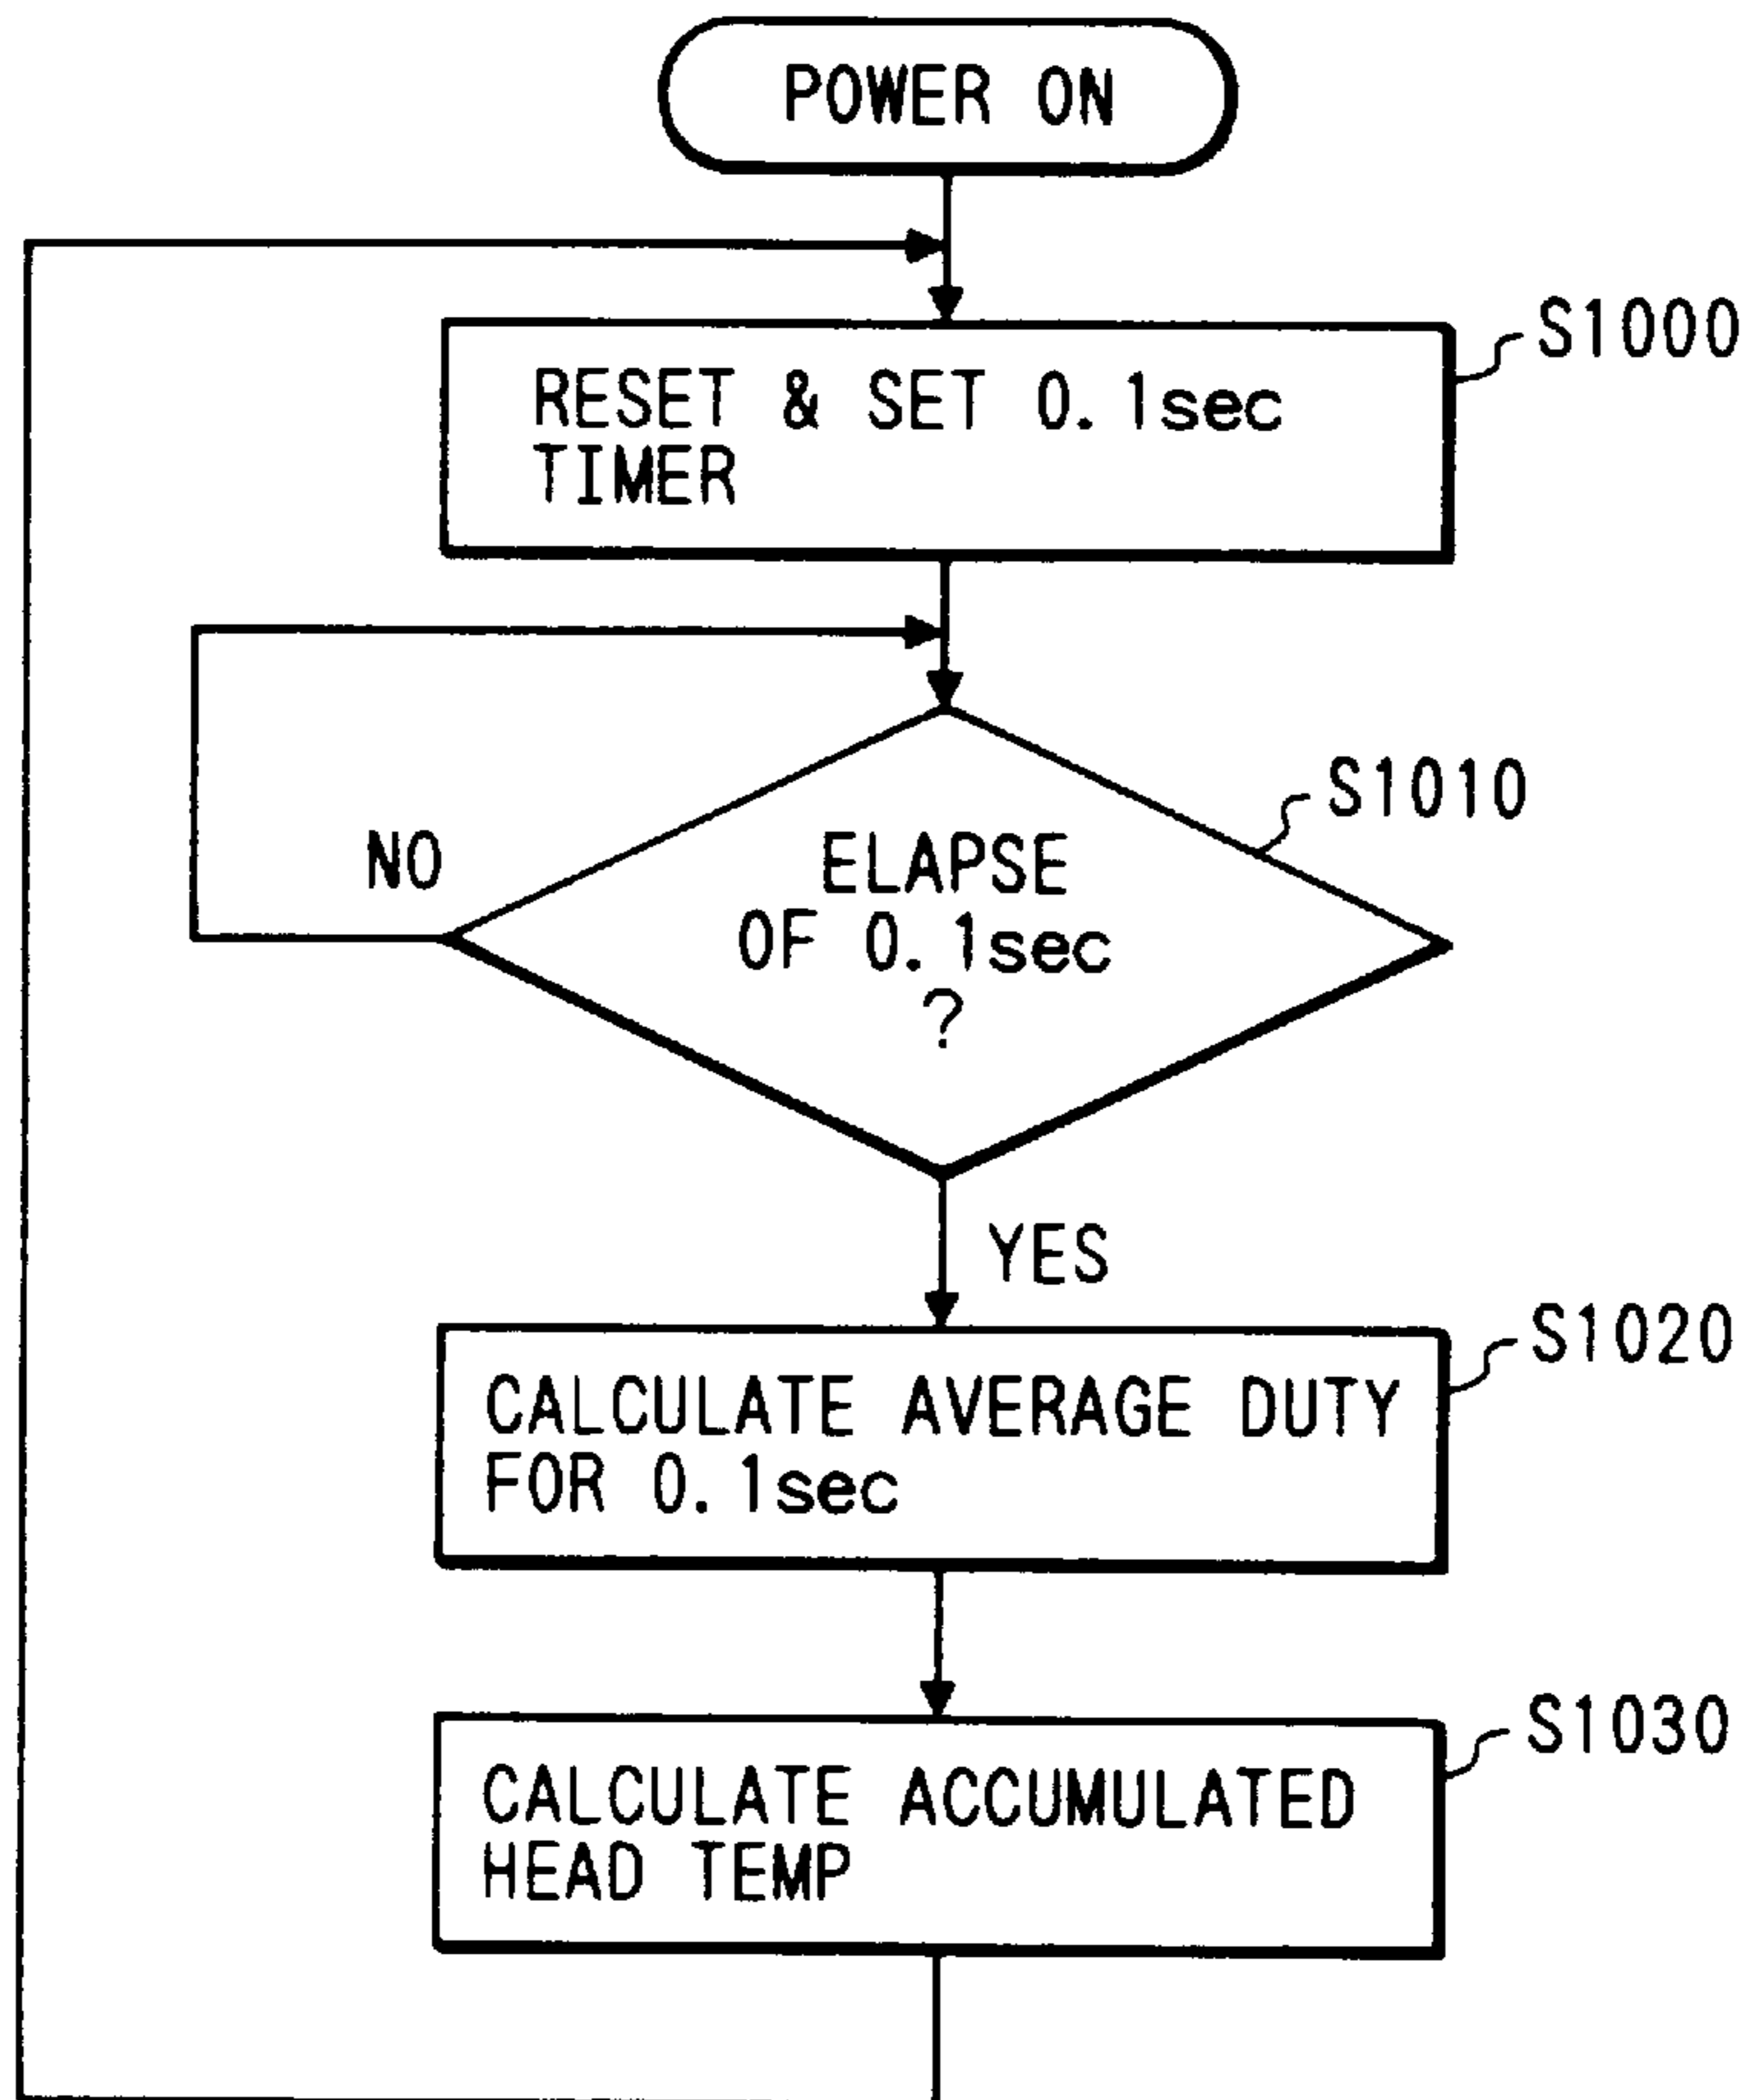 POWER ON
S1000
RESET & SET 0.1sec
TIMER
S1010
NO
ELAPSE
OF 0.1sec
?
YES
S1020
CALCULATE AVERAGE DUTY
FOR 0.1sec
S1030
CALCULATE ACCUMULATED
HEAD TEMP